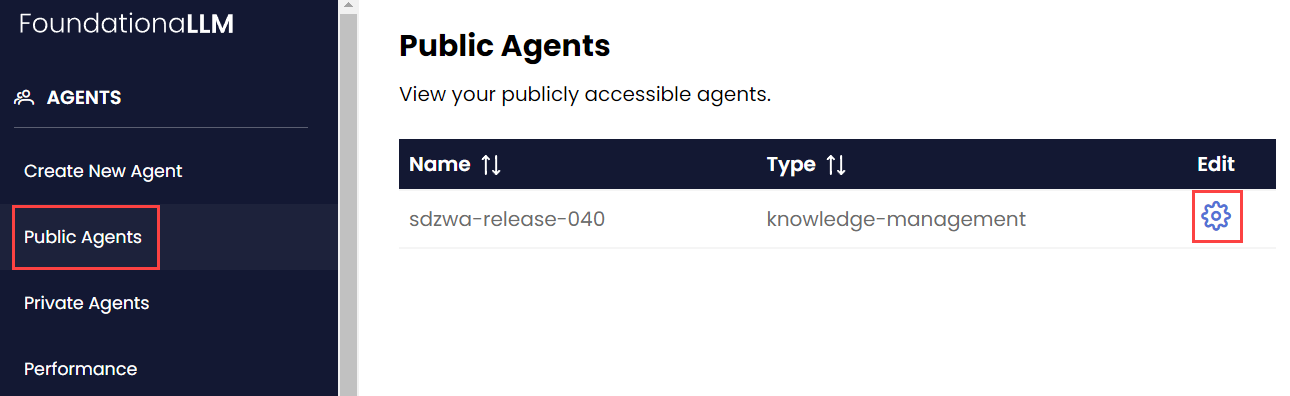 FoundationaLLM
AGENTS
Create New Agent
Public Agents
Private Agents
Performance
Public Agents
View your publicly accessible agents.
Name Type Edit
sdzwa-release-040 knowledge-management